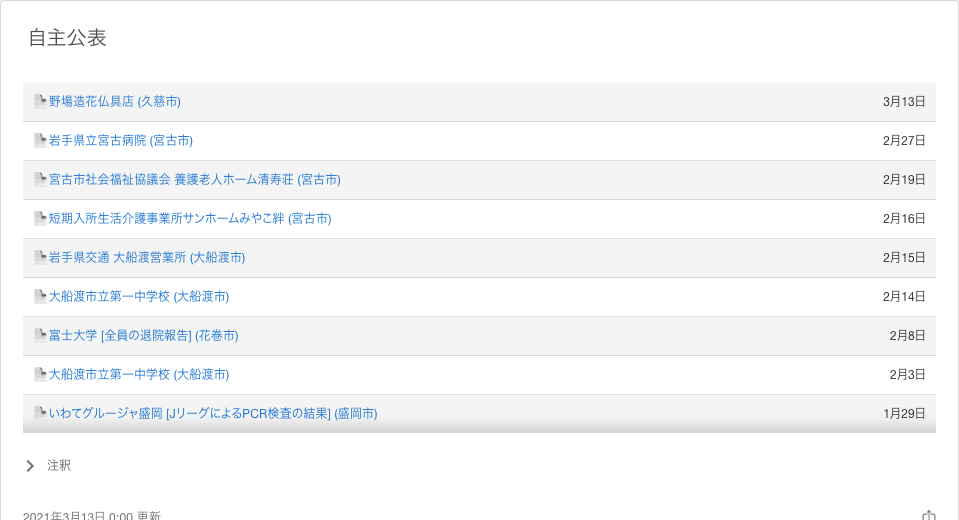 自主公表
野場造花仏具店 (久慈市) 3月13日
岩手県立宮古病院 (宮古市) 2月27日
宮古市社会福祉協議会 養護老人ホーム清寿荘 (宮古市) 2月19日
短期入所生活介護事業所サンホームみやこ絆 (宮古市) 2月16日
岩手県交通 大船渡営業所 (大船渡市) 2月15日
大船渡市立第一中学校 (大船渡市) 2月14日
富士大学 [全員の退院報告] (花巻市) 2月8日
大船渡市立第一中学校 (大船渡市) 2月3日
いわてグルージャ盛岡 [JリーグによるPCR検査の結果] (盛岡市) 1月29日
注釈
2021年3月13日 0:00 更新